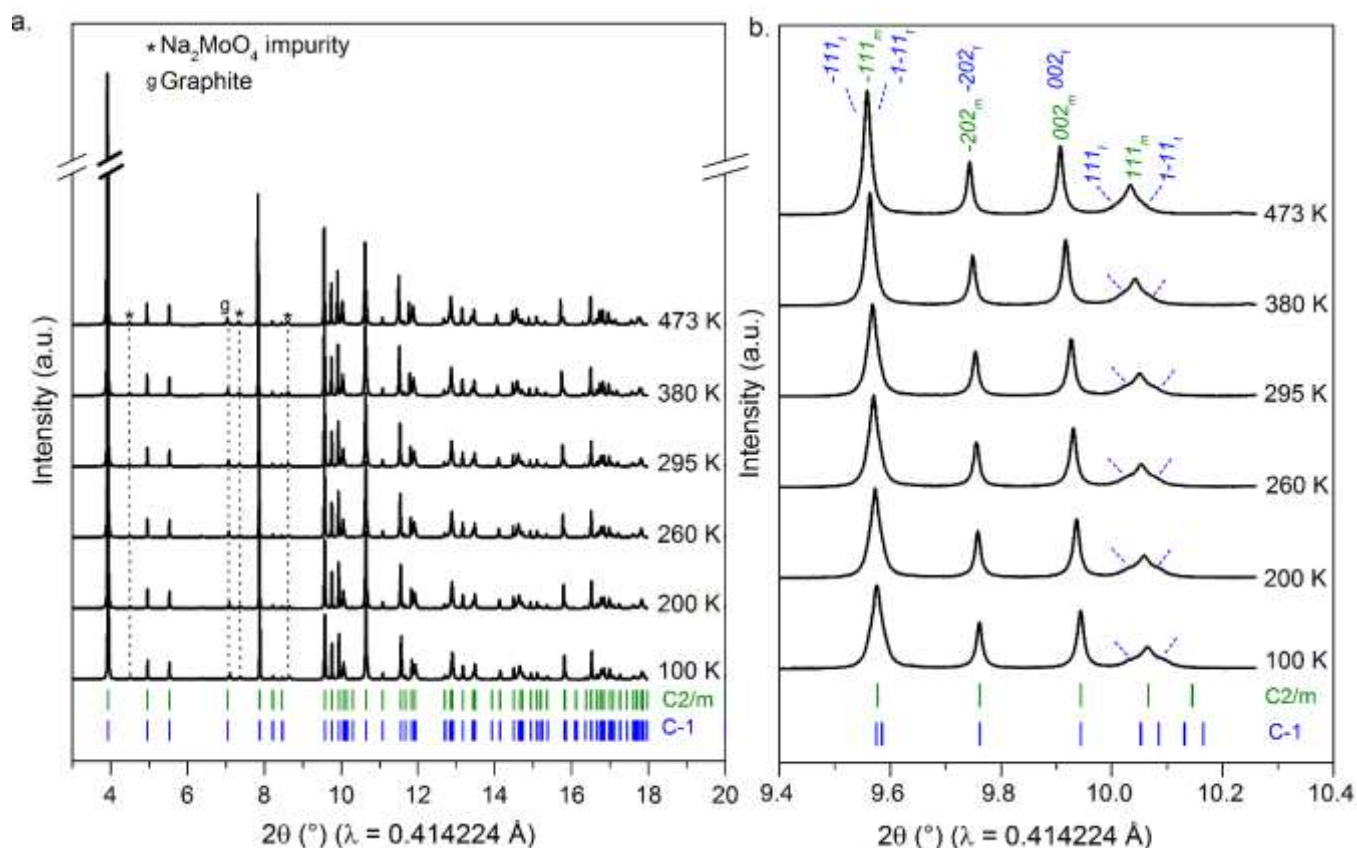 a.
* Na₂MoO₄ impurity
g Graphite
Intensity (a.u.)
g
*
*
*
473 K
380 K
295 K
260 K
200 K
100 K
C2/m
C-1
4 6 8 10 12 14 16 18 20
2θ (°) (λ = 0.414224 Å)
b.
-111ₜ
-111ₘ
-1-11ₜ
-202ₜ
-202ₘ
002ₜ
002ₘ
111ₜ
111ₘ
1-11ₜ
Intensity (a.u.)
473 K
380 K
295 K
260 K
200 K
100 K
C2/m
C-1
9.4 9.6 9.8 10.0 10.2 10.4
2θ (°) (λ = 0.414224 Å)